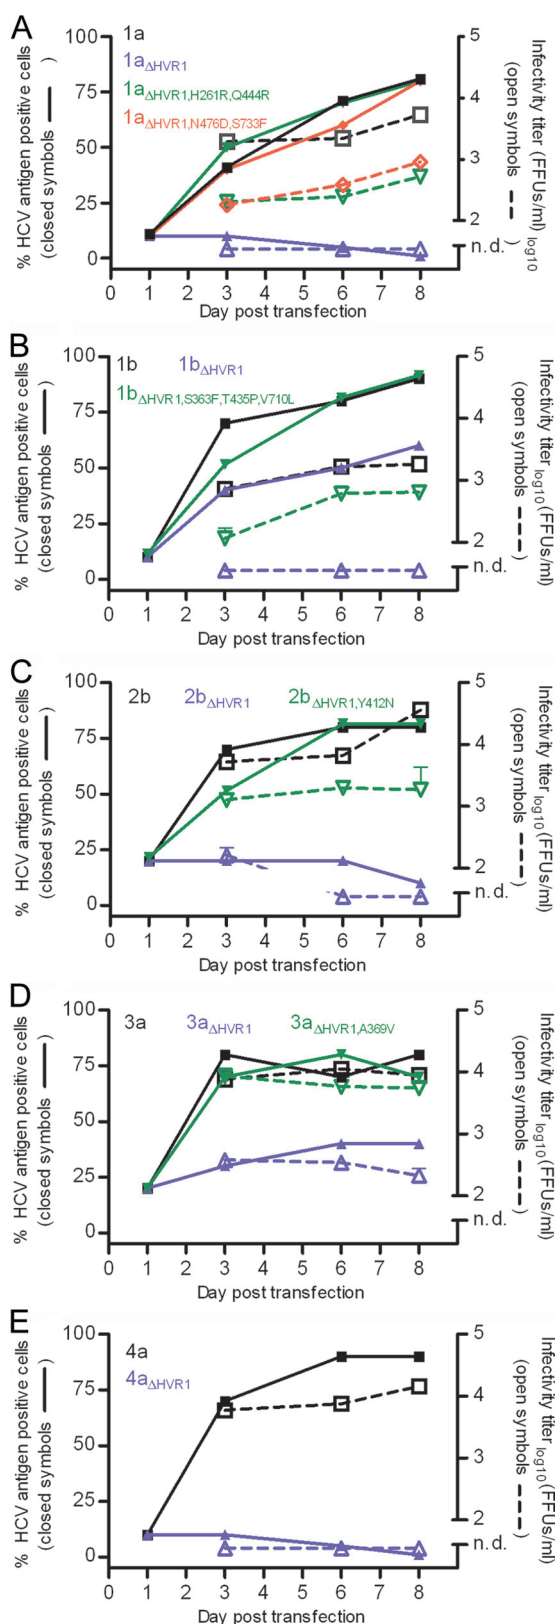 A
1a
1aΔHVR1
1aΔHVR1,H261R,Q444R
1aΔHVR1,N476D,S733F
% HCV antigen positive cells
(closed symbols )
100
75
50
25
0
5
4
3
2
n.d.
Infectivity titer (FFUs/ml) log10
(open symbols )
0 1 2 3 4 5 6 7 8
Day post transfection
B
1b 1bΔHVR1
1bΔHVR1,S363F,T435P,V710L
% HCV antigen positive cells
(closed symbols )
100
75
50
25
0
5
4
3
2
n.d.
Infectivity titer log10 (FFUs/ml)
(open symbols )
0 1 2 3 4 5 6 7 8
Day post transfection
C
2b 2bΔHVR1 2bΔHVR1,Y412N
% HCV antigen positive cells
(closed symbols )
100
75
50
25
0
5
4
3
2
n.d.
Infectivity titer log10 (FFUs/ml)
(open symbols )
0 1 2 3 4 5 6 7 8
Day post transfection
D
3a 3aΔHVR1 3aΔHVR1,A369V
% HCV antigen positive cells
(closed symbols )
100
75
50
25
0
5
4
3
2
n.d.
Infectivity titer log10 (FFUs/ml)
(open symbols )
0 1 2 3 4 5 6 7 8
Day post transfection
E
4a
4aΔHVR1
% HCV antigen positive cells
(closed symbols )
100
75
50
25
0
5
4
3
2
n.d.
Infectivity titer log10 (FFUs/ml)
(open symbols )
0 1 2 3 4 5 6 7 8
Day post transfection